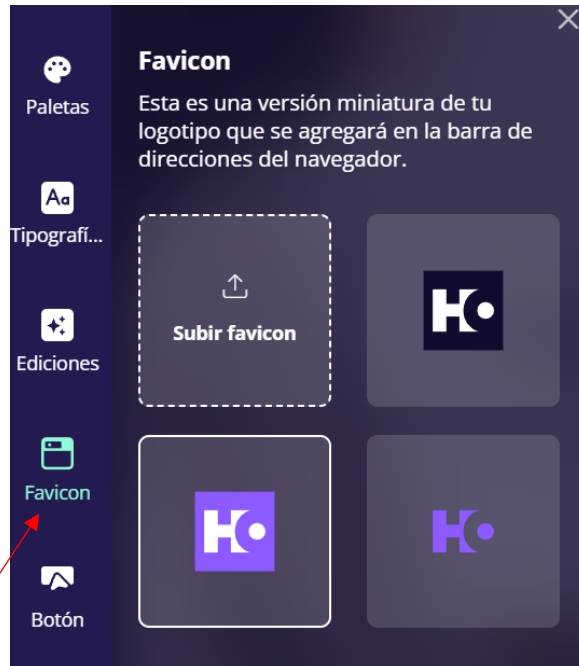 Paletas
Tipografí...
Ediciones
Favicon
Botón
Favicon
Esta es una versión miniatura de tu
logotipo que se agregará en la barra de
direcciones del navegador.
Subir favicon